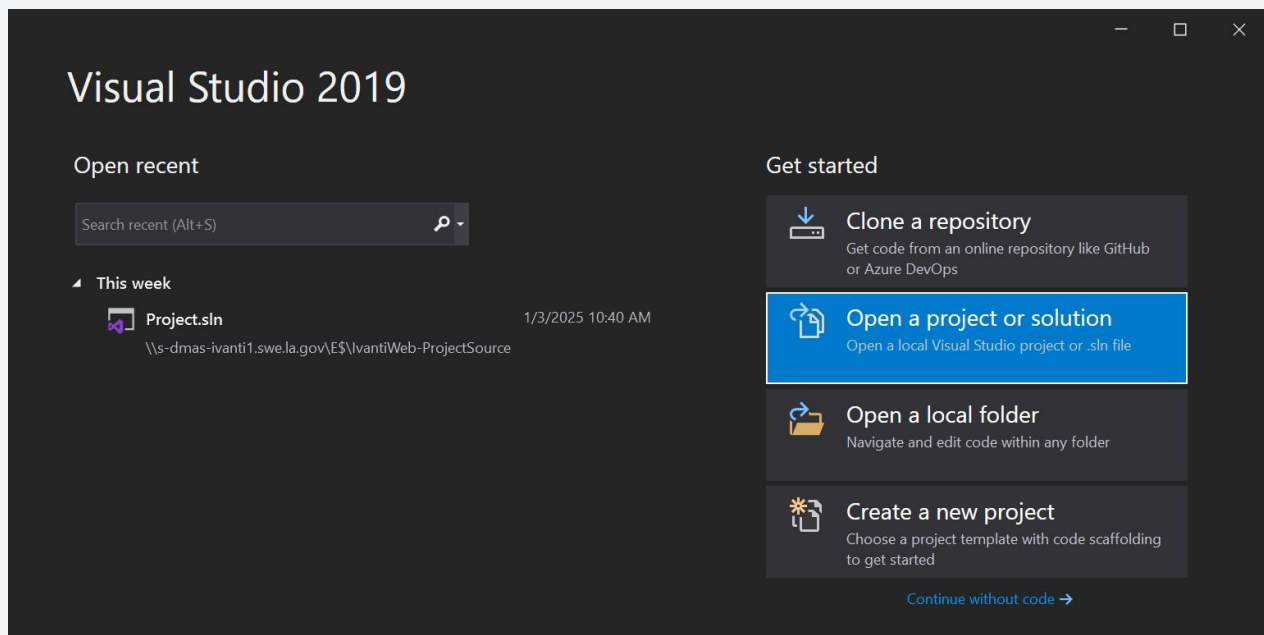 Visual Studio 2019
Open recent
Search recent (Alt+S)
This week
Project.sln 1/3/2025 10:40 AM
\\s-dmas-ivanti1.swe.la.gov\E$\IvantiWeb-ProjectSource
Get started
Clone a repository
Get code from an online repository like GitHub
or Azure DevOps
Open a project or solution
Open a local Visual Studio project or .sln file
Open a local folder
Navigate and edit code within any folder
Create a new project
Choose a project template with code scaffolding
to get started
Continue without code →